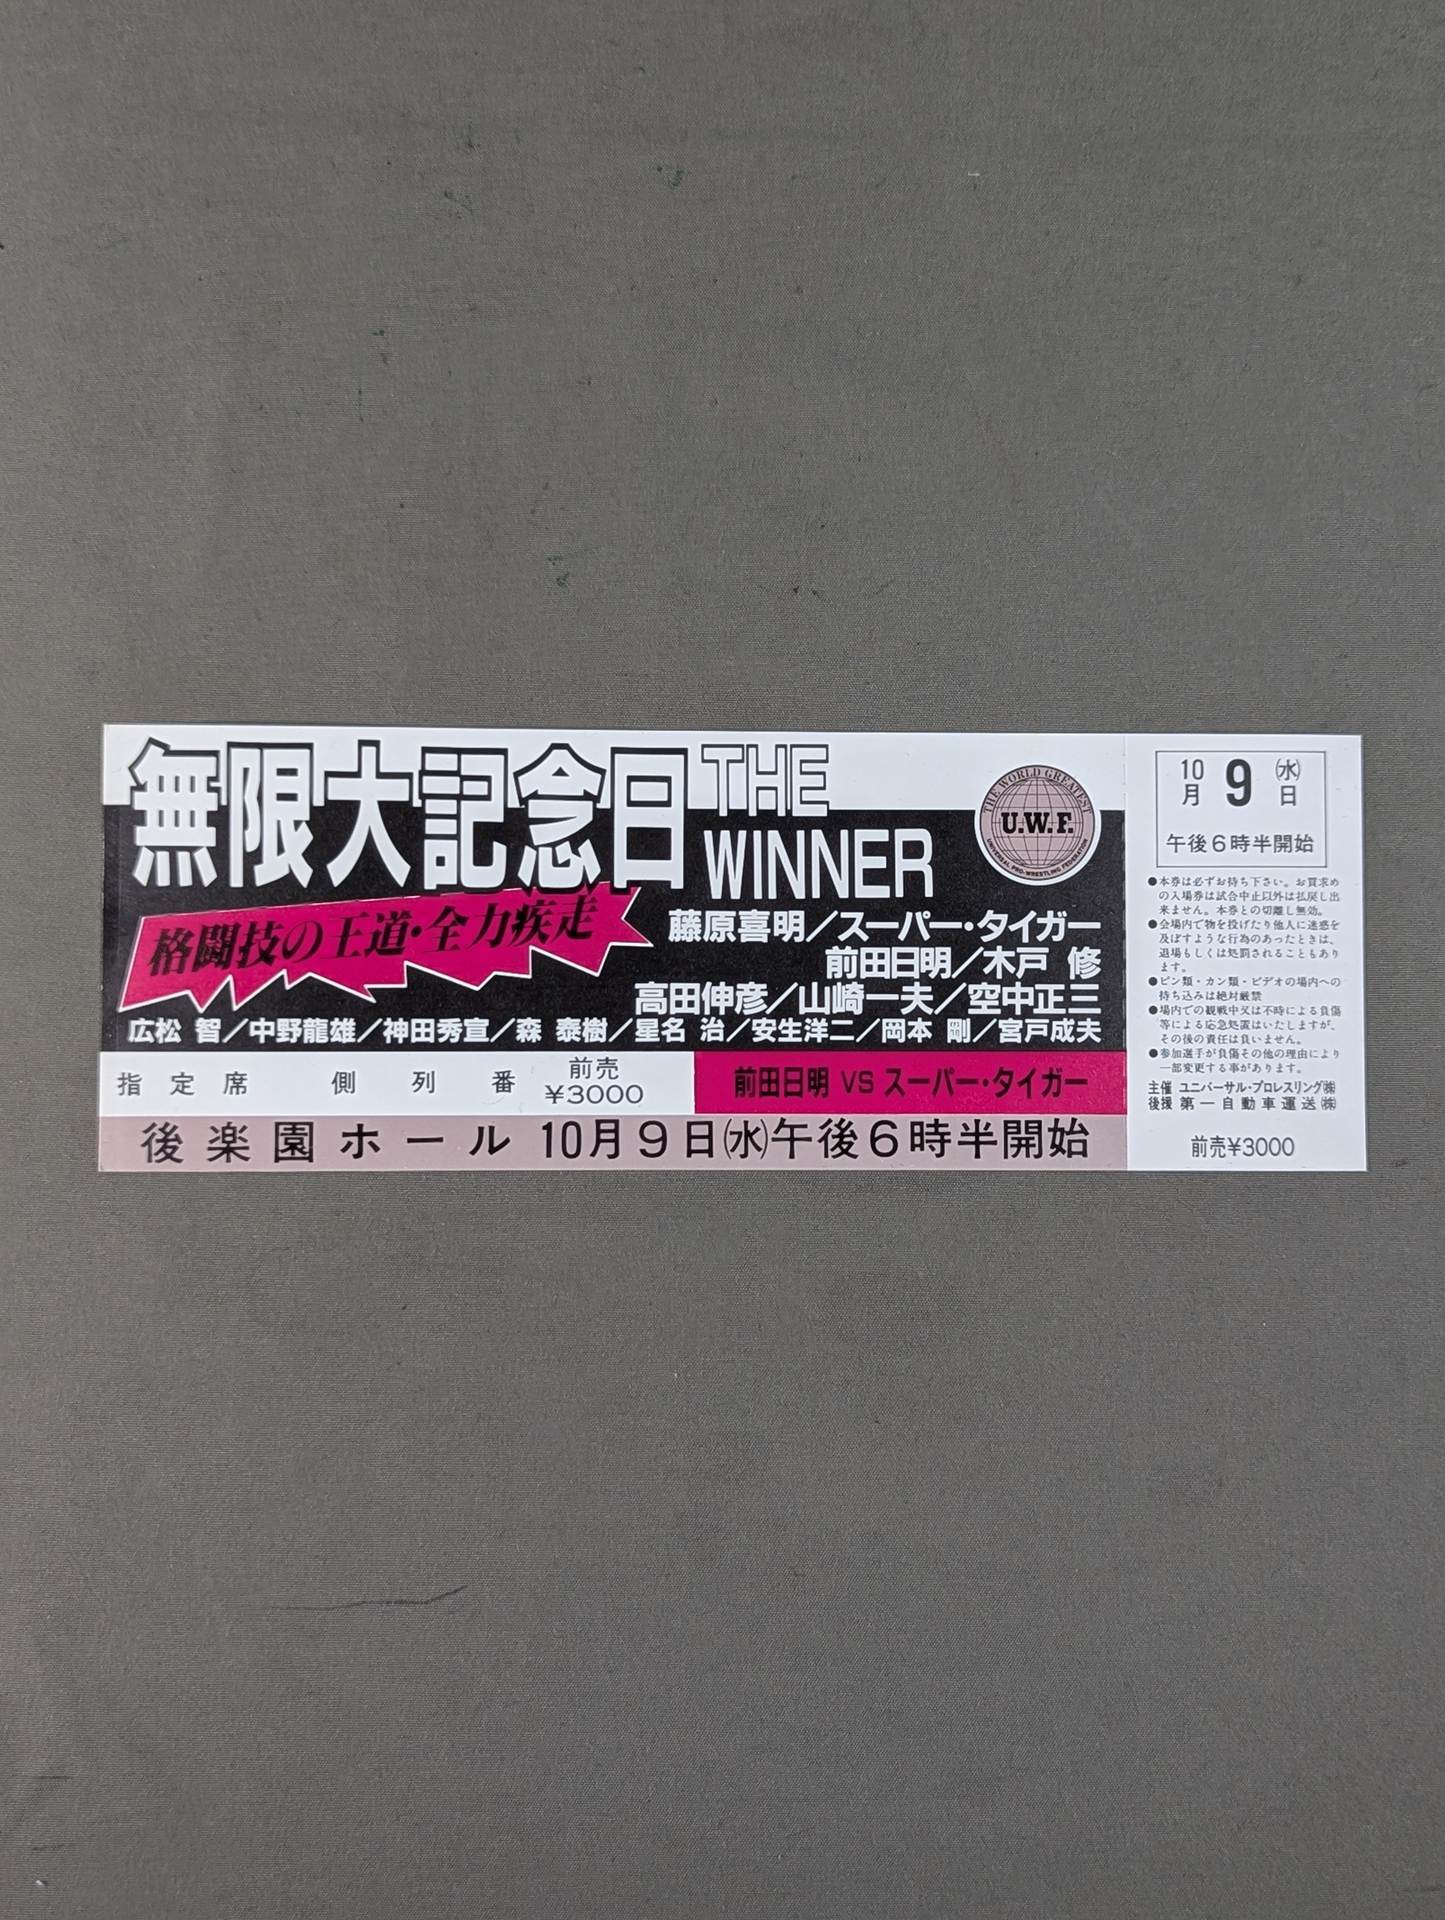 無限大記念日
THE
WINNER
THE WORLD GREATEST
U.W.F.
UNIVERSAL PRO-WRESTLING FEDERATION
格闘技の王道・全力疾走
藤原喜明／スーパー・タイガー
前田日明／木戸 修
高田伸彦／山崎一夫／空中正三
広松 智／中野龍雄／神田秀宣／森 泰樹／星名 治／安生洋二／岡本 剛／宮戸成夫
指定席 側 列 番 前売 ¥3000
前田日明 VS スーパー・タイガー
後楽園ホール 10月9日㈬午後6時半開始
10月 9 ㈬日
午後6時半開始
●本券は必ずお持ち下さい。お買求め
の入場券は試合中止以外は払戻し出
来ません。本券との切離し無効。
●会場内で物を投げたり他人に迷惑を
及ぼすような行為のあったときは、
退場もしくは処罰されることもあり
ます。
●ビン類・カン類・ビデオの場内への
持ち込みは絶対厳禁
●場内での観戦中又は不時による負傷
等による応急処置はいたしますが、
その後の責任は負いません。
●参加選手が負傷その他の理由により
一部変更する事があります。
主催 ユニバーサル・プロレスリング㈱
後援 第一自動車運送㈱
前売¥3000